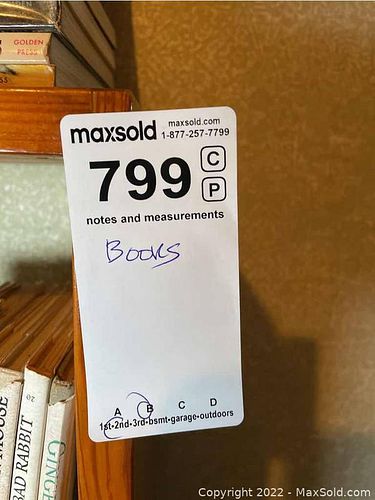 GOLDEN
PRESS
maxsold
maxsold.com
1-877-257-7799
799
C
P
notes and measurements
Books
A B C D
1st•2nd•3rd•bsmt•garage•outdoors
BAD RABBIT
Copyright © 2022 - MaxSold.com